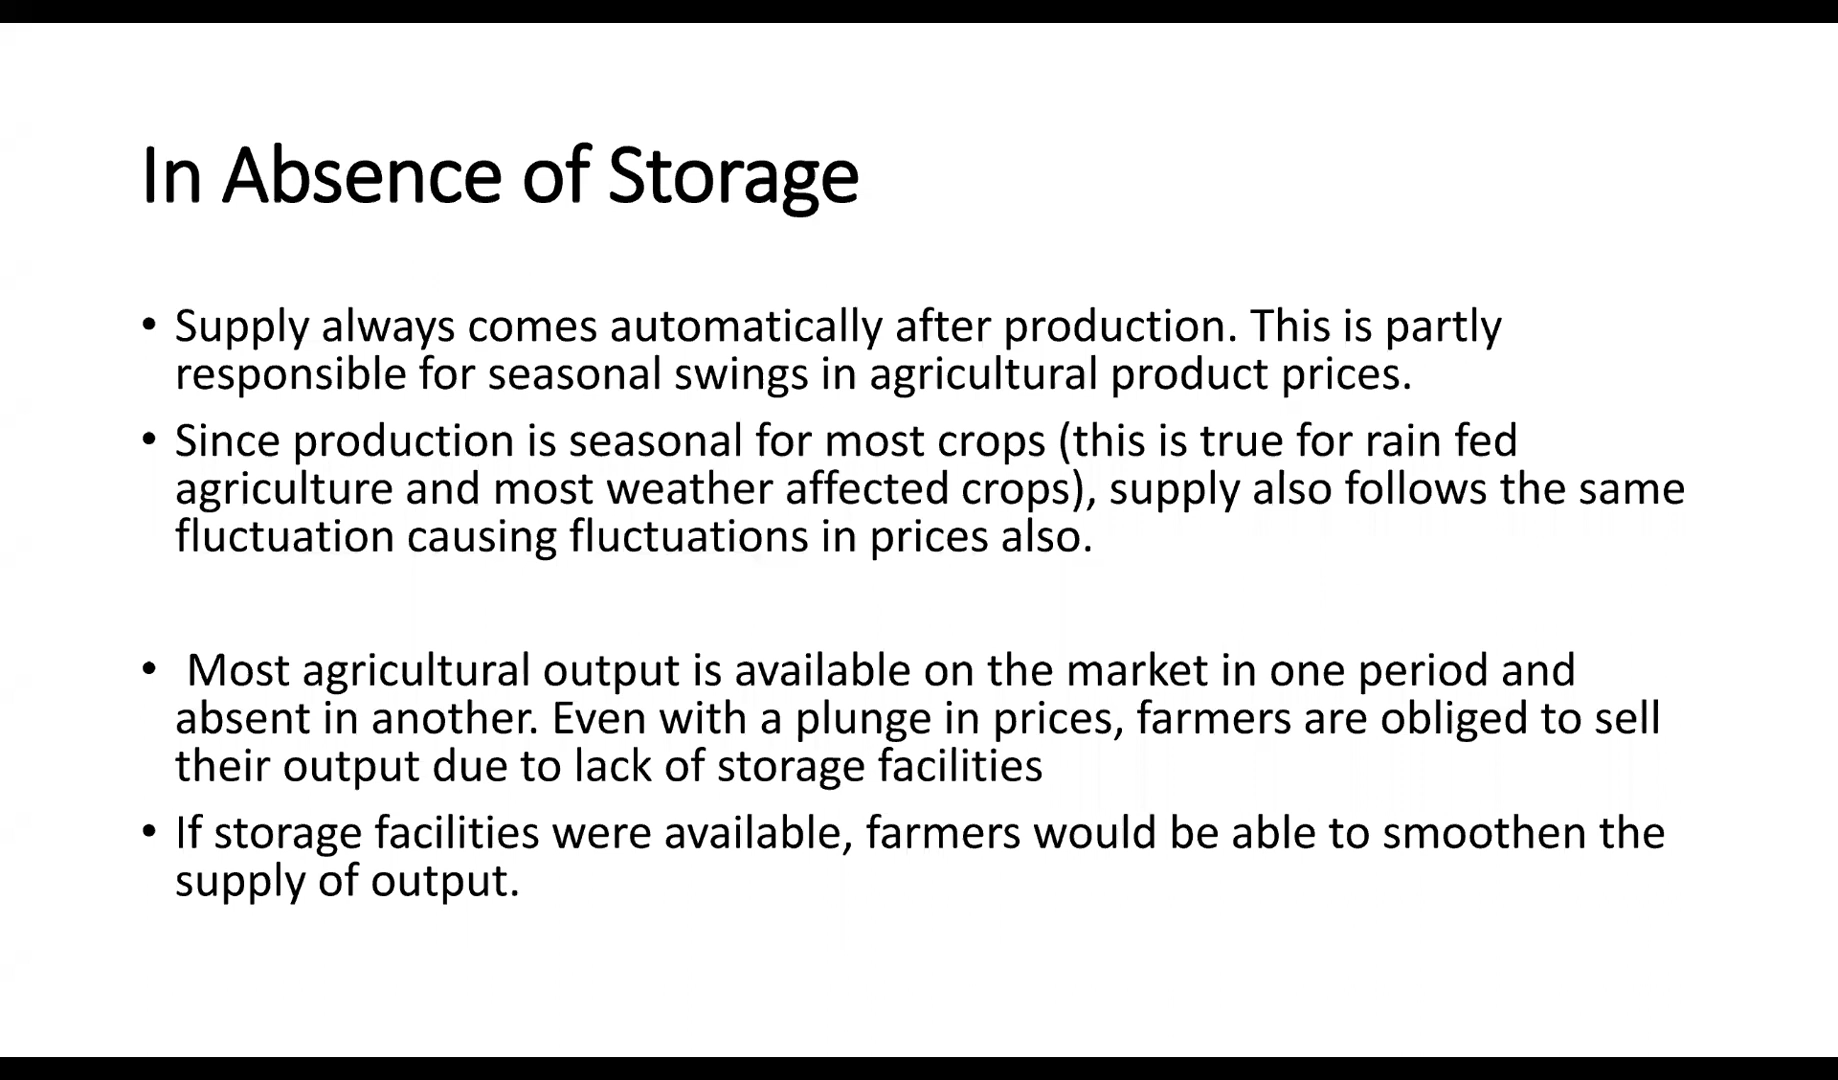 In Absence of Storage
• Supply always comes automatically after production. This is partly
responsible for seasonal swings in agricultural product prices.
• Since production is seasonal for most crops (this is true for rain fed
agriculture and most weather affected crops), supply also follows the same
fluctuation causing fluctuations in prices also.
• Most agricultural output is available on the market in one period and
absent in another. Even with a plunge in prices, farmers are obliged to sell
their output due to lack of storage facilities
• If storage facilities were available, farmers would be able to smoothen the
supply of output.